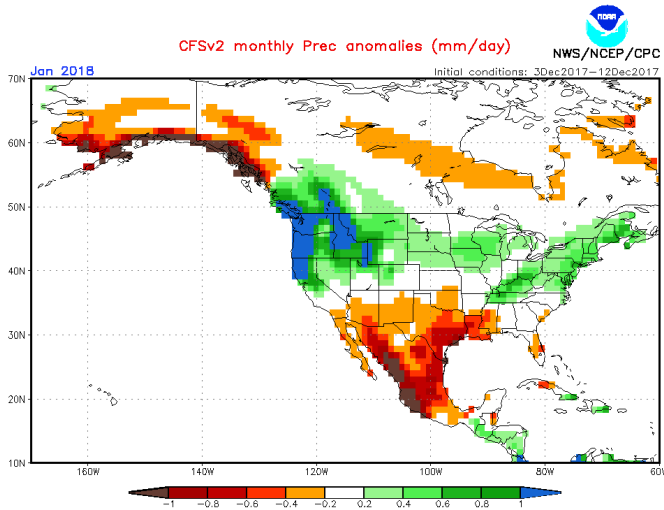 NOAA
CFSv2 monthly Prec anomalies (mm/day)
NWS/NCEP/CPC
Jan 2018
Initial conditions: 3Dec2017–12Dec2017
70N
60N
50N
40N
30N
20N
10N
160W 140W 120W 100W 80W 60W
−1 −0.8 −0.6 −0.4 −0.2 0.2 0.4 0.6 0.8 1